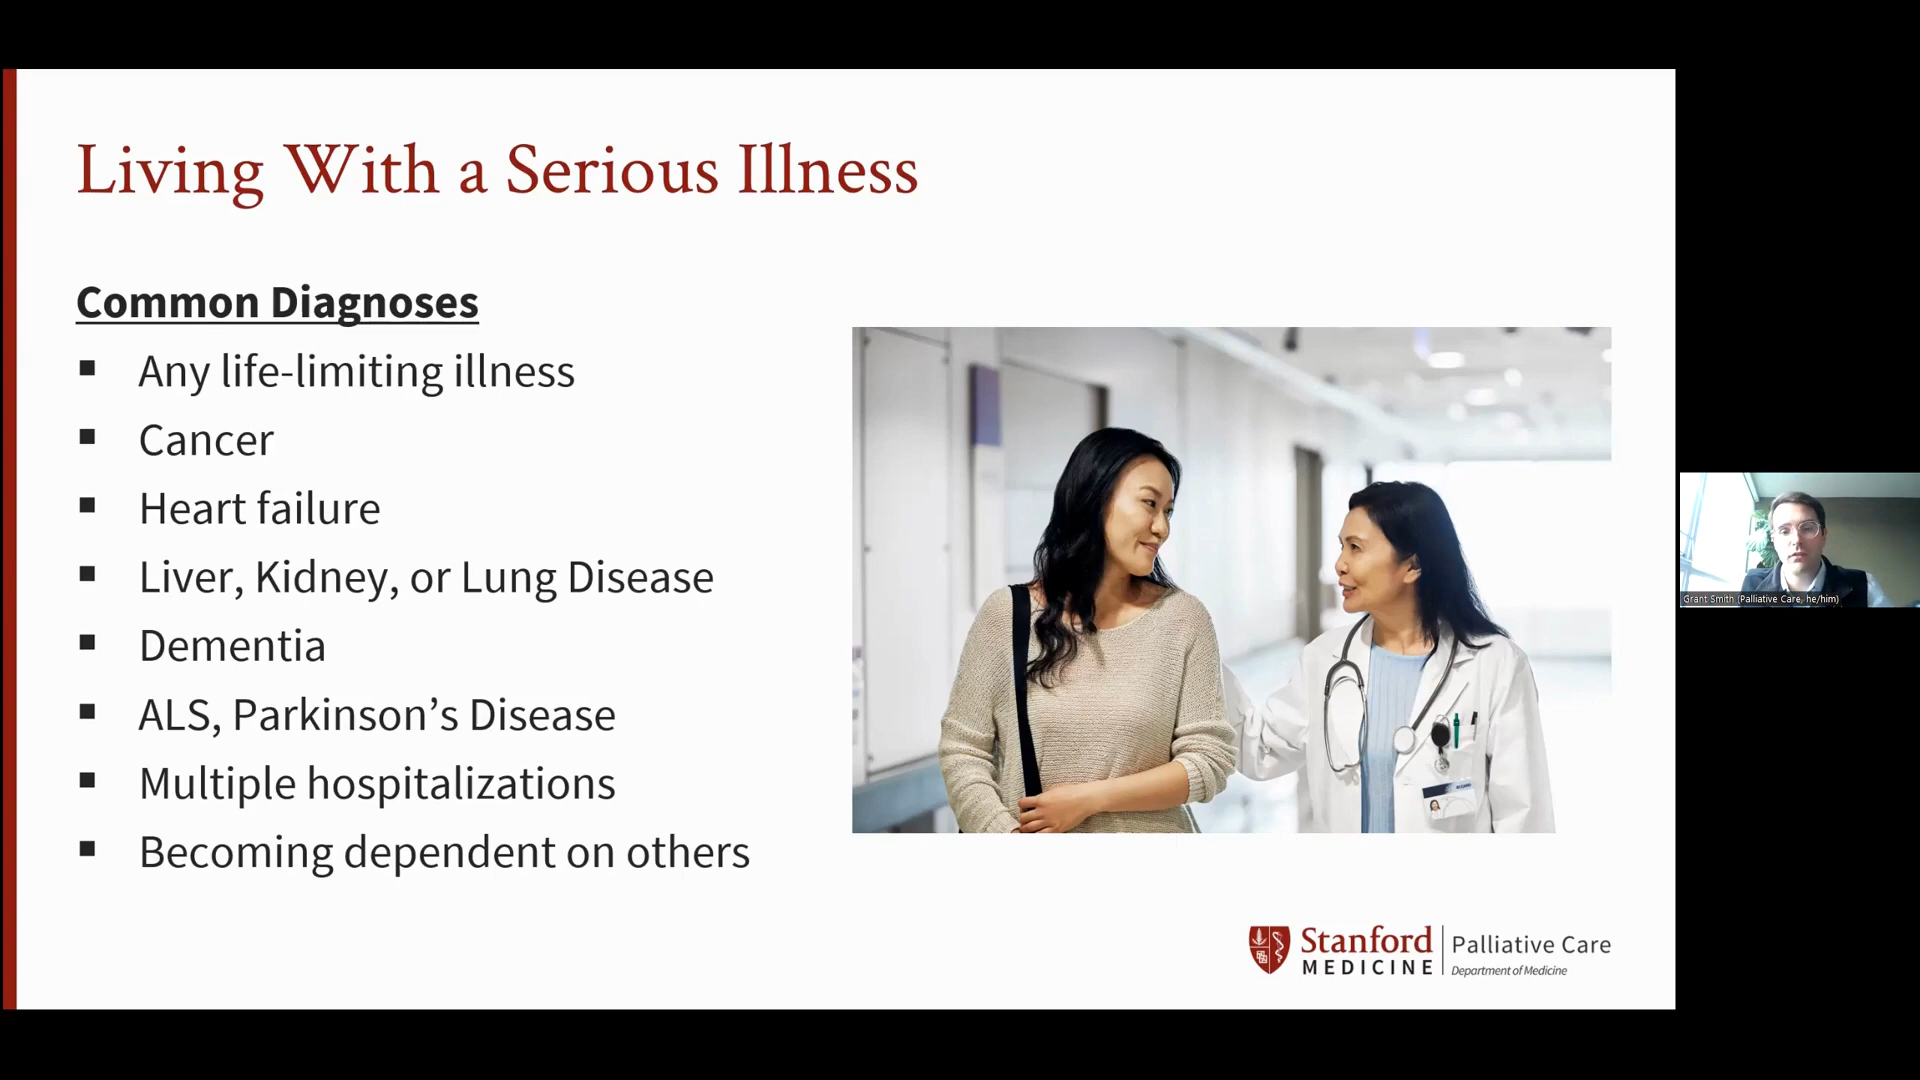 Living With a Serious Illness
Common Diagnoses
▪ Any life-limiting illness
▪ Cancer
▪ Heart failure
▪ Liver, Kidney, or Lung Disease
▪ Dementia
▪ ALS, Parkinson’s Disease
▪ Multiple hospitalizations
▪ Becoming dependent on others
Stanford
MEDICINE
Palliative Care
Department of Medicine
Grant Smith (Palliative Care, he/him)